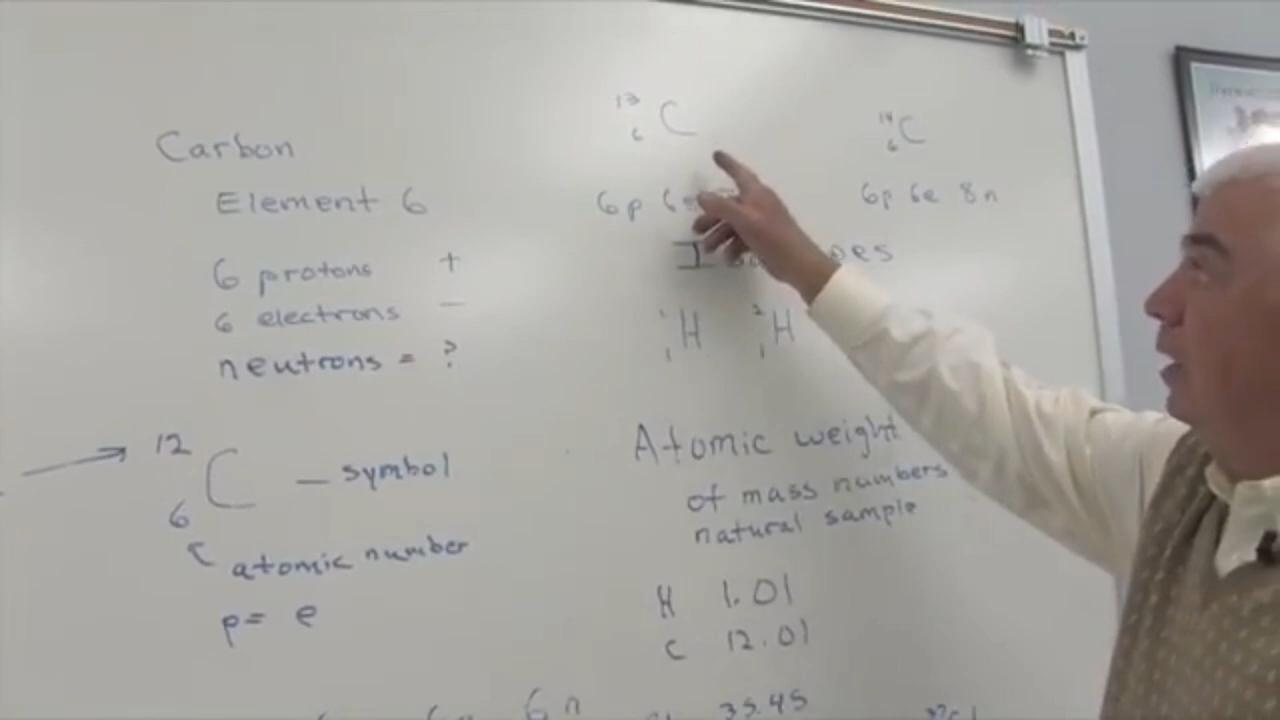 Carbon
Element 6
6 protons +
6 electrons −
neutrons = ?
12
6 C — symbol
atomic number
p = e
6n
13
6 C
6p 6
14
6 C
6p 6e 8n
1
1 H
2
1 H
Atomic weight
of mass numbers
natural sample
H 1.01
C 12.01
35.45